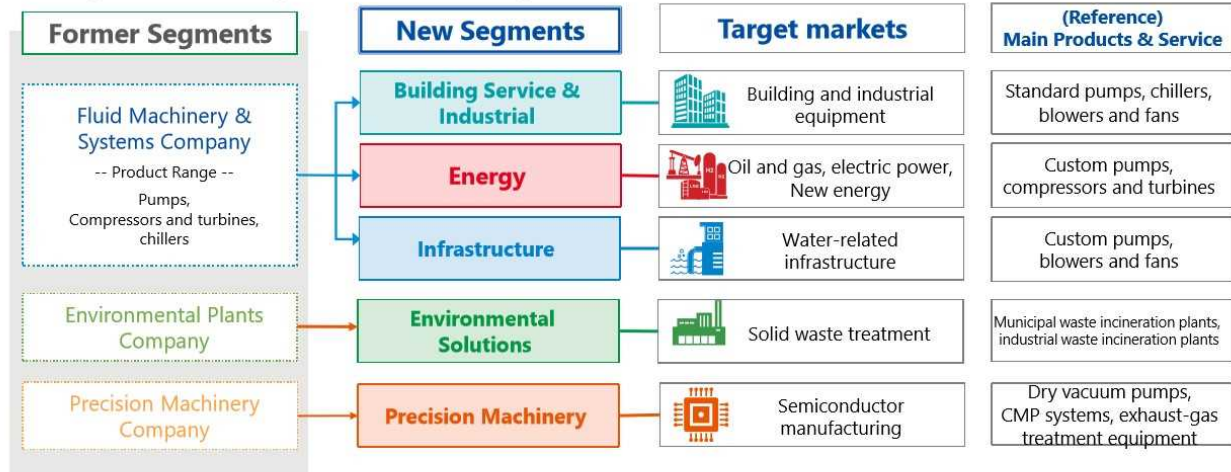 Former Segments
New Segments
Target markets
(Reference)
Main Products & Service
Fluid Machinery &
Systems Company
-- Product Range --
Pumps,
Compressors and turbines,
chillers
Building Service &
Industrial
Building and industrial
equipment
Standard pumps, chillers,
blowers and fans
Energy
Oil and gas, electric power,
New energy
Custom pumps,
compressors and turbines
Infrastructure
Water-related
infrastructure
Custom pumps,
blowers and fans
Environmental Plants
Company
Environmental
Solutions
Solid waste treatment
Municipal waste incineration plants,
industrial waste incineration plants
Precision Machinery
Company
Precision Machinery
Semiconductor
manufacturing
Dry vacuum pumps,
CMP systems, exhaust-gas
treatment equipment